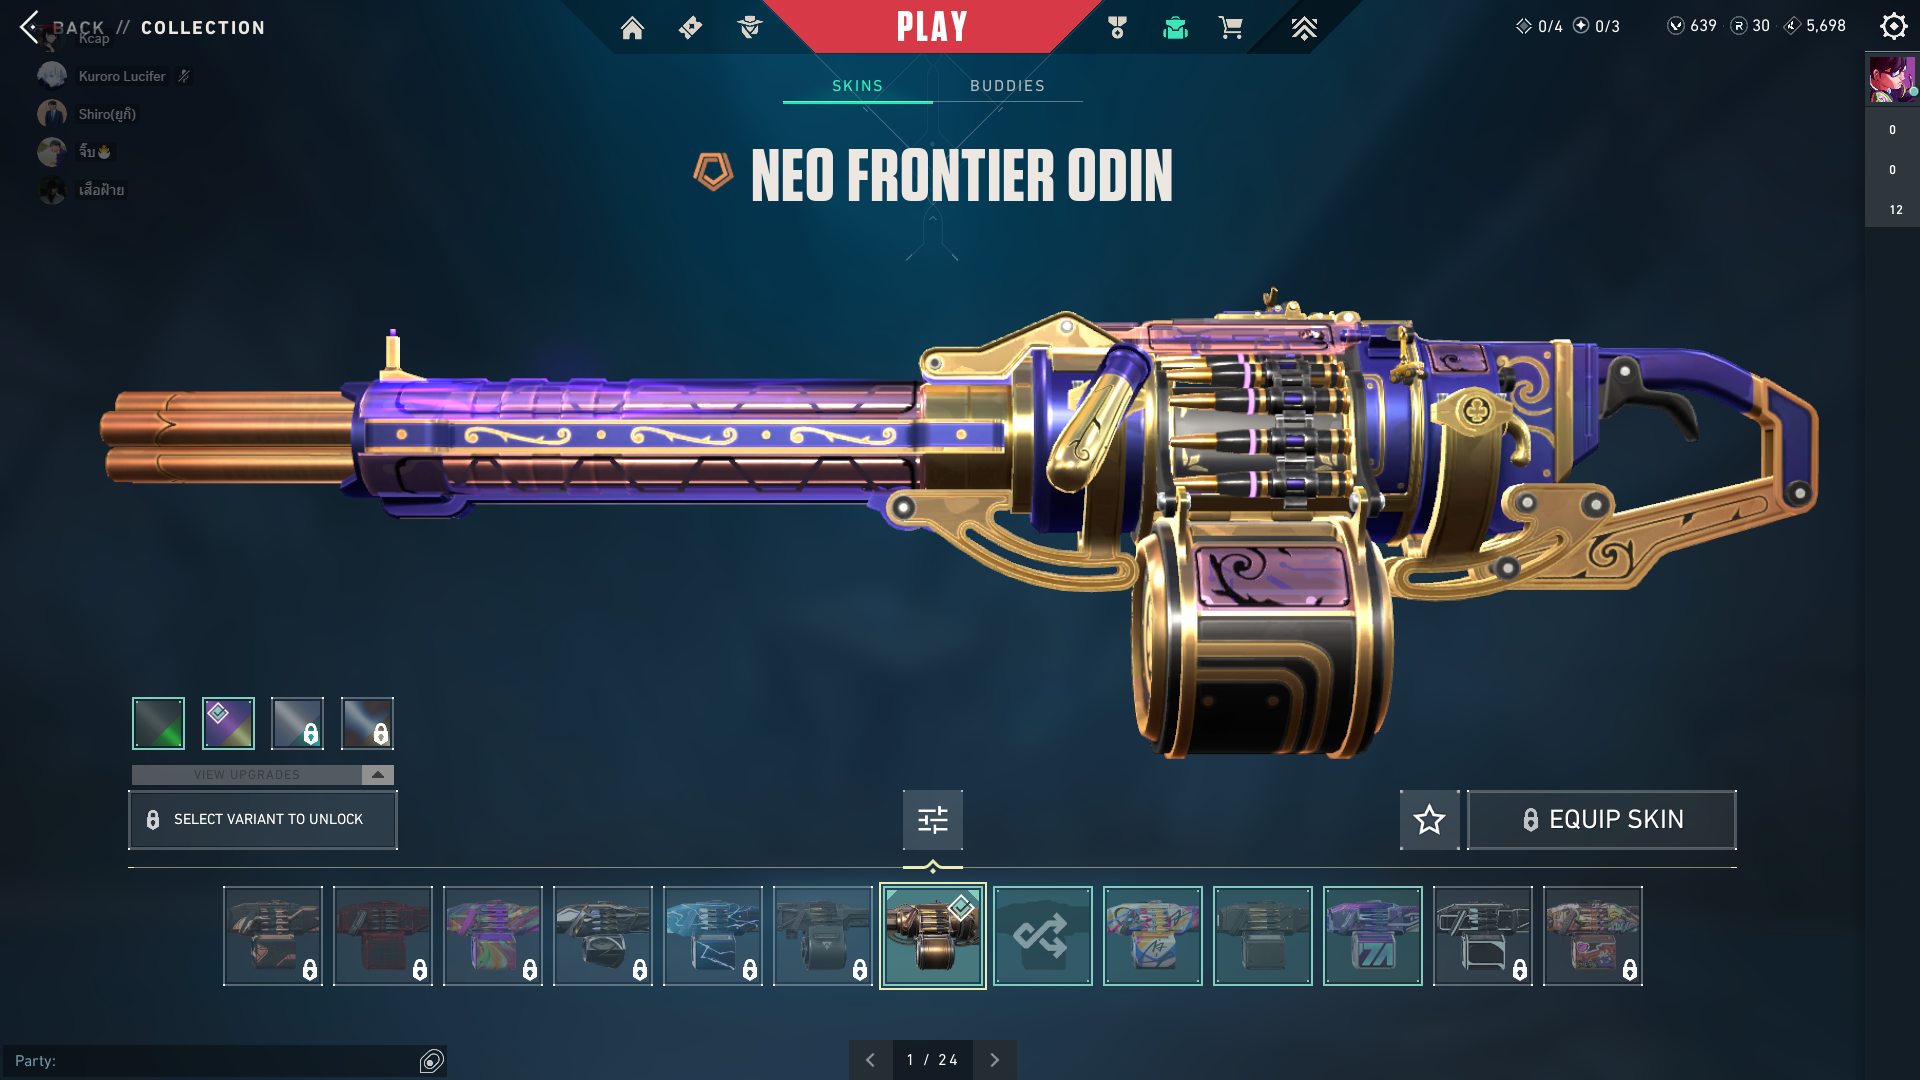 BACK // COLLECTION
PLAY
0/4 0/3 639 30 5,698
Kcap
Kuroro Lucifer
Shiro(ยูกิ)
จิ๊บ🐣
เสือฝ้าย
SKINS BUDDIES
NEO FRONTIER ODIN
0
0
12
VIEW UPGRADES
SELECT VARIANT TO UNLOCK
EQUIP SKIN
Party:
1 / 24